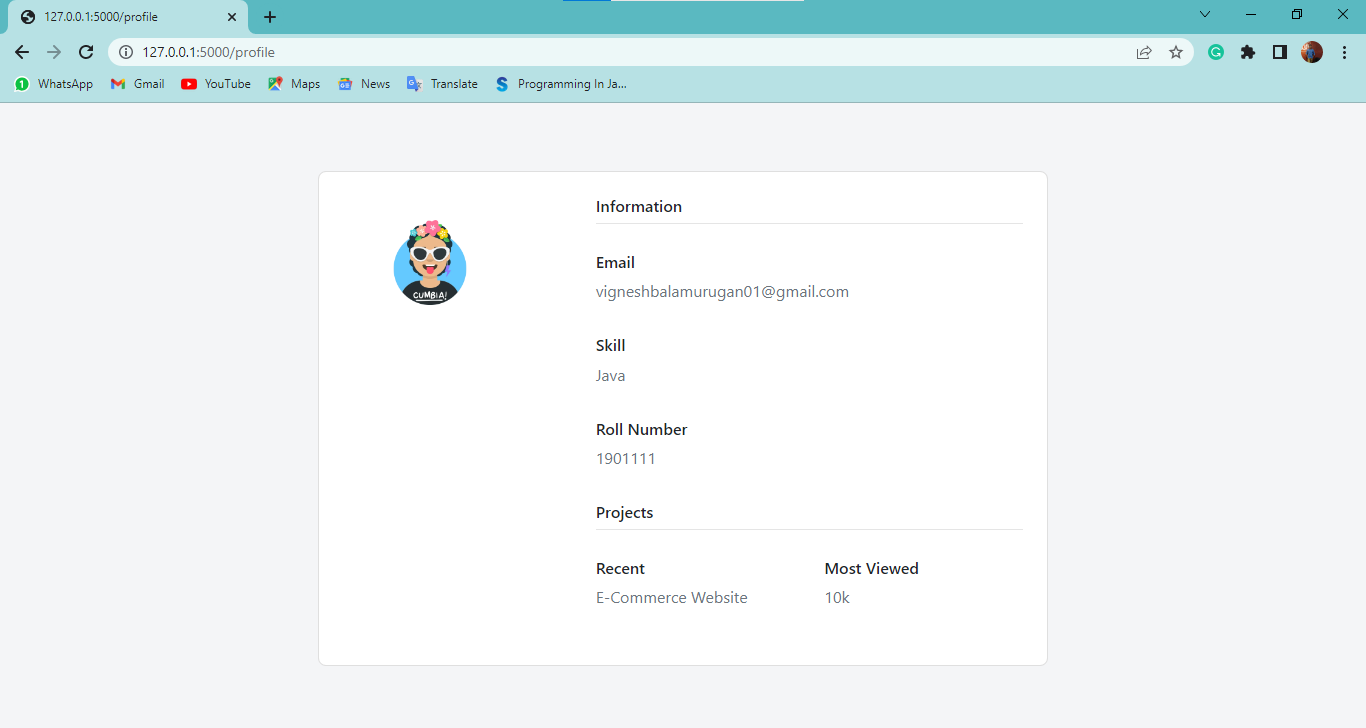 127.0.0.1:5000/profile
127.0.0.1:5000/profile
1 WhatsApp Gmail YouTube Maps News Translate S Programming In Ja...
Information
Email
vigneshbalamurugan01@gmail.com
CUMBIA!
Skill
Java
Roll Number
1901111
Projects
Recent Most Viewed
E-Commerce Website 10k